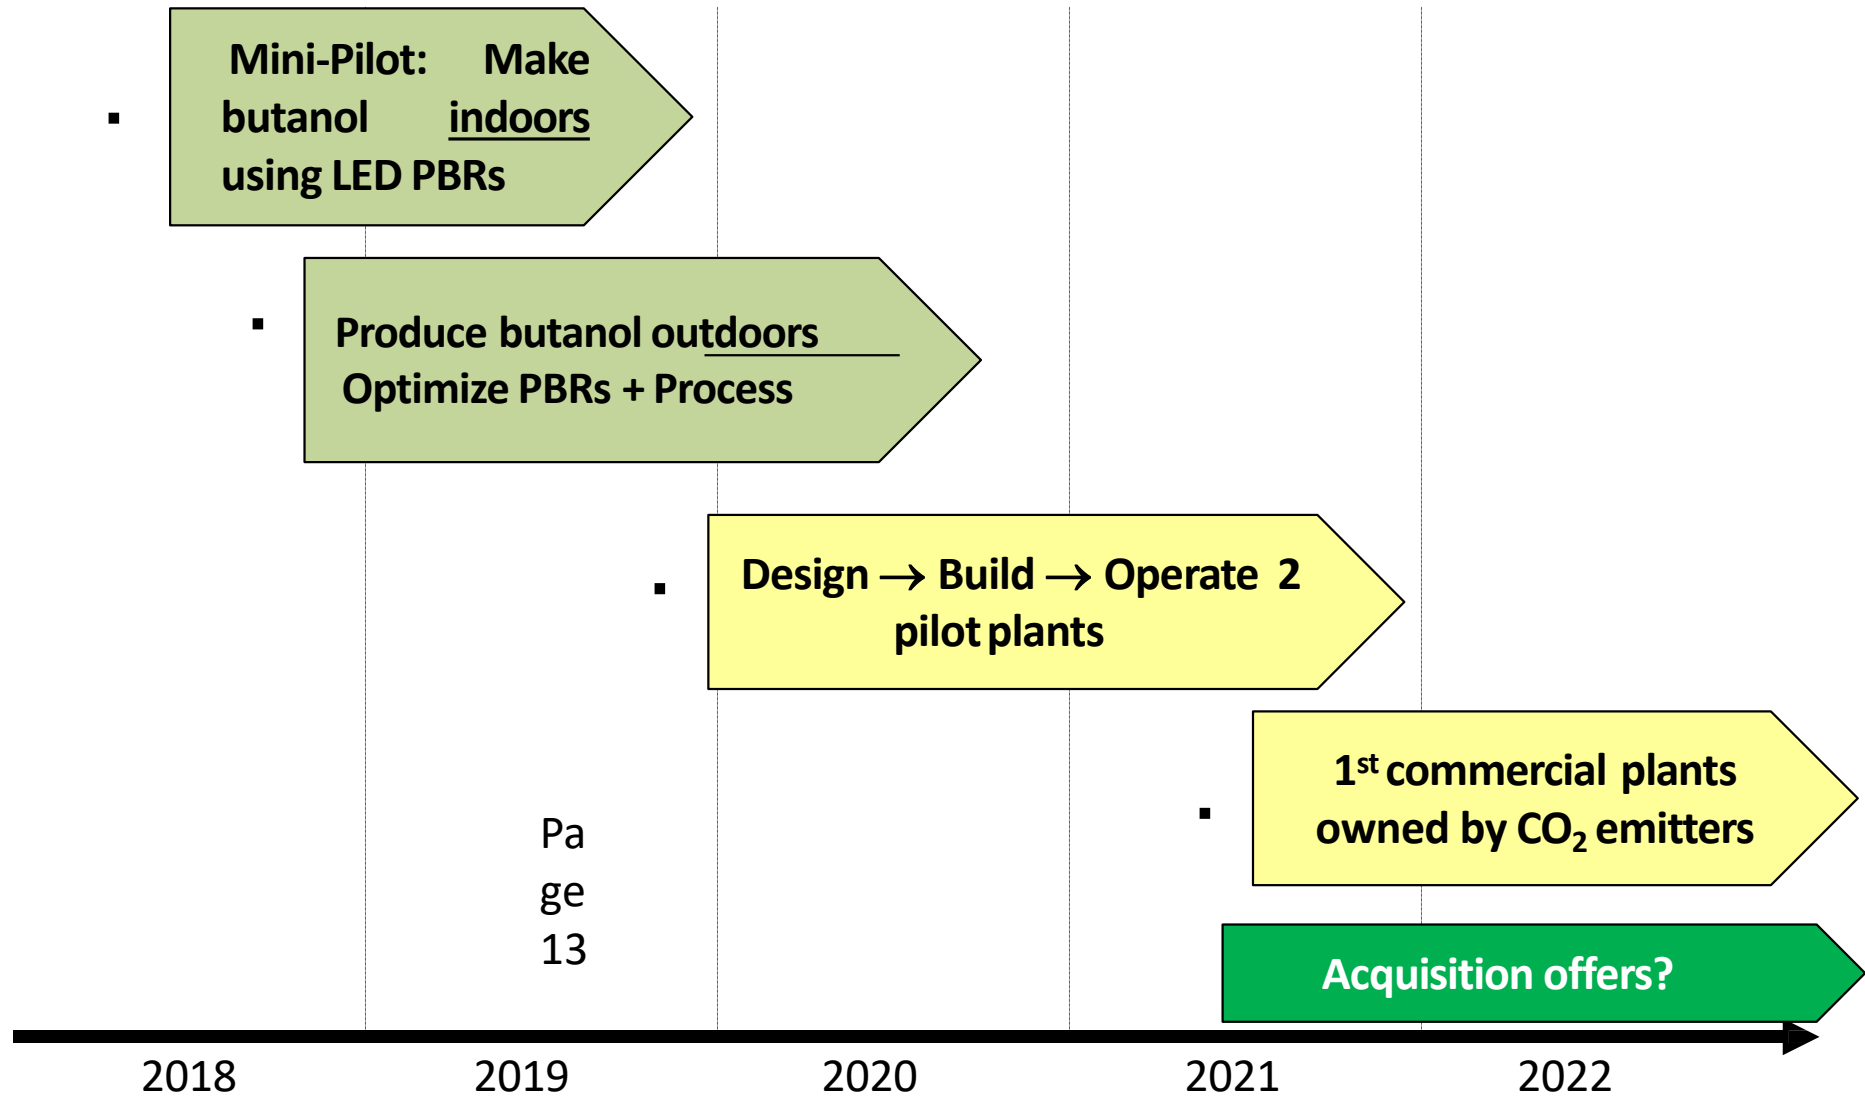 Mini-Pilot: Make
butanol indoors
using LED PBRs
Produce butanol outdoors
Optimize PBRs + Process
Design → Build → Operate 2
pilot plants
1st commercial plants
owned by CO₂ emitters
Pa
ge
13
Acquisition offers?
2018 2019 2020 2021 2022